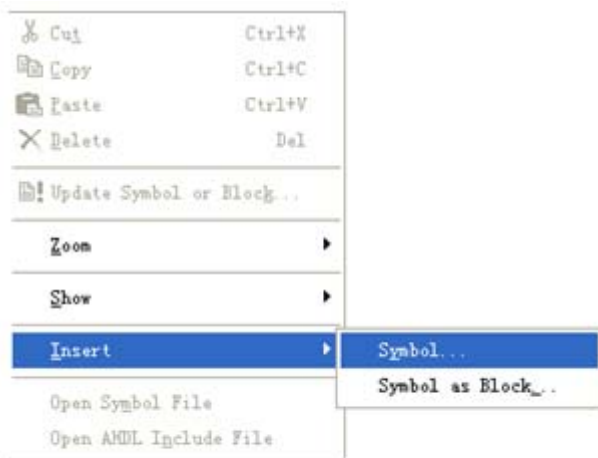 Cut Ctrl+X
Copy Ctrl+C
Paste Ctrl+V
Delete Del
Update Symbol or Block...
Zoom
Show
Insert
Symbol...
Symbol as Block...
Open Symbol File
Open AHDL Include File